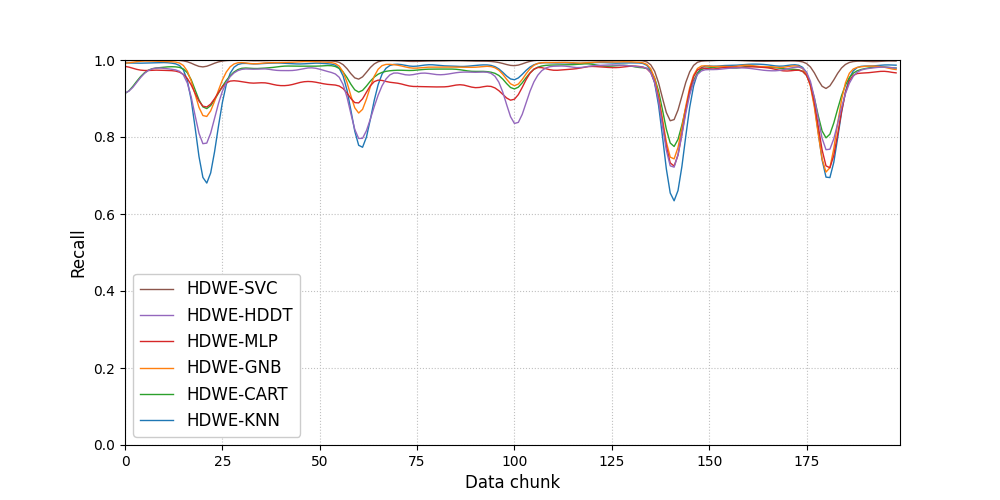 1.0
0.8
0.6
0.4
0.2
0.0
Recall
HDWE-SVC
HDWE-HDDT
HDWE-MLP
HDWE-GNB
HDWE-CART
HDWE-KNN
0 25 50 75 100 125 150 175
Data chunk